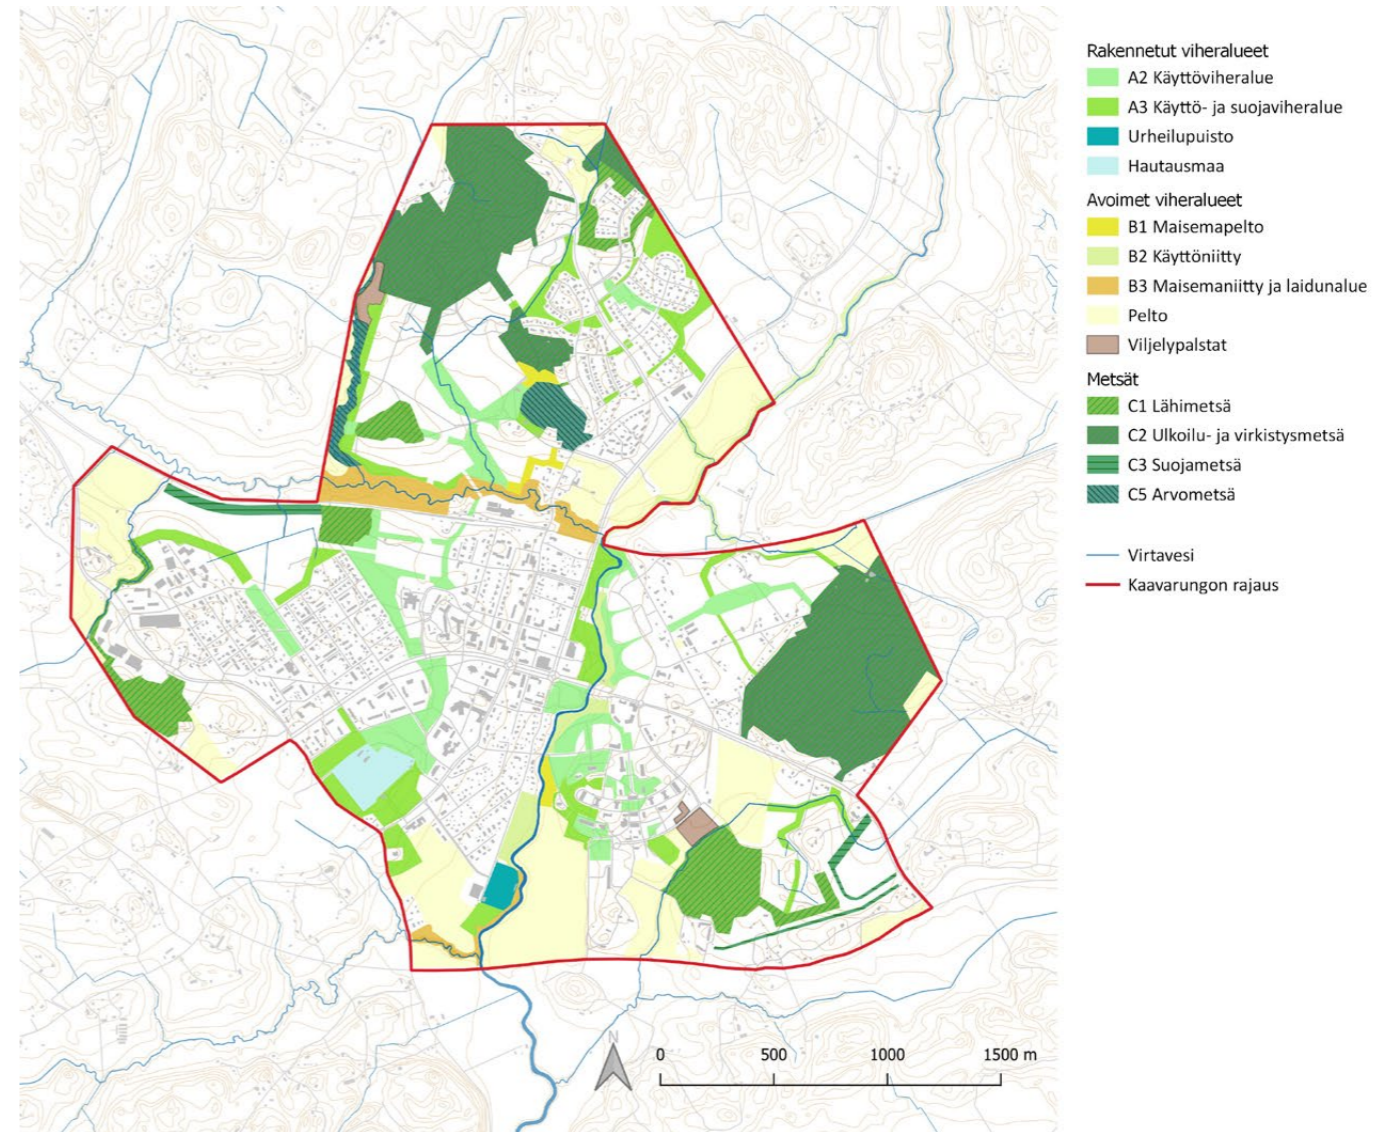 Rakennetut viheralueet
A2 Käyttöviheralue
A3 Käyttö- ja suojaviheralue
Urheilupuisto
Hautausmaa
Avoimet viheralueet
B1 Maisemapelto
B2 Käyttöniitty
B3 Maisemaniitty ja laidunalue
Pelto
Viljelypalstat
Metsät
C1 Lähimetsä
C2 Ulkoilu- ja virkistysmetsä
C3 Suojametsä
C5 Arvometsä
Virtavesi
Kaavarungon rajaus
N
0 500 1000 1500 m